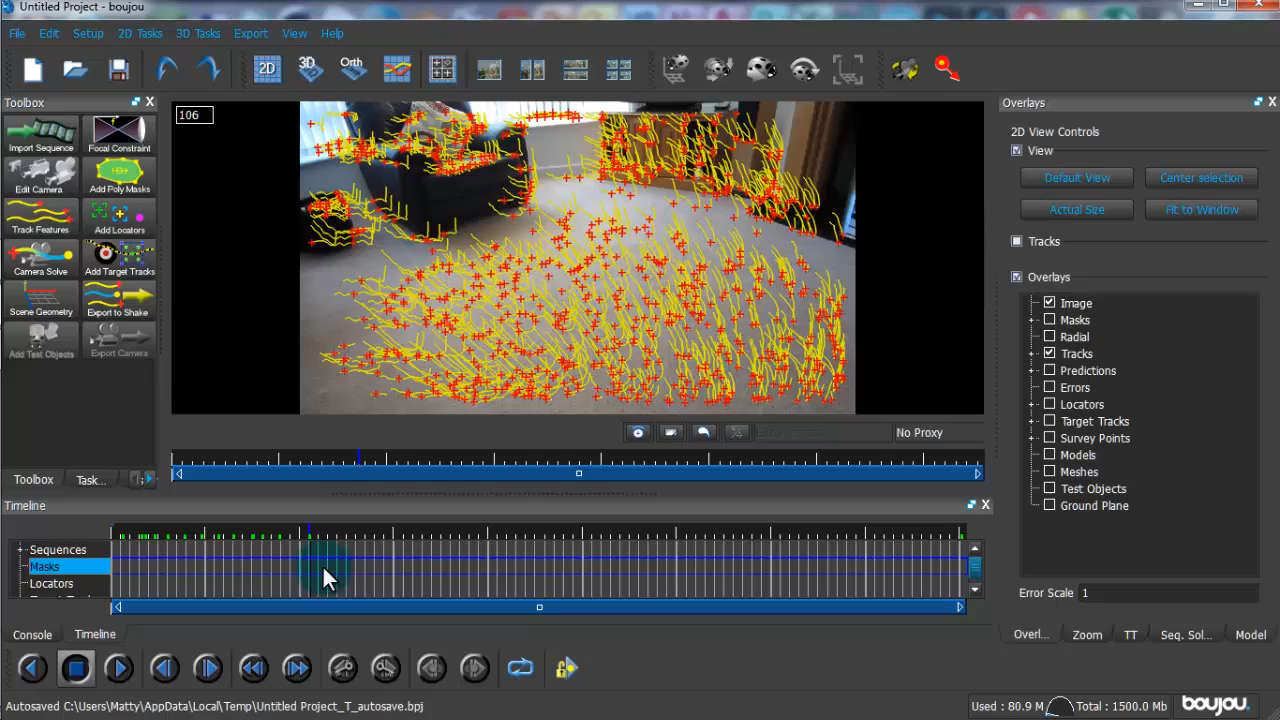 Untitled Project - boujou
File Edit Setup 2D Tasks 3D Tasks Export View Help
2D 3D Orth
Toolbox
Import Sequence Focal Constraint
Edit Camera Add Poly Masks
Track Features Add Locators
Camera Solve Add Target Tracks
Scene Geometry Export to Shake
Add Test Objects Export Camera
Toolbox Task...
106
No Proxy
Timeline
Sequences
Masks
Locators
Console Timeline
Overlays
2D View Controls
View
Default View Center selection
Actual Size Fit to Window
Tracks
Overlays
Image
Masks
Radial
Tracks
Predictions
Errors
Locators
Target Tracks
Survey Points
Models
Meshes
Test Objects
Ground Plane
Error Scale 1
Overl... Zoom TT Seq. Sol... Model
Autosaved C:\Users\Matty\AppData\Local\Temp\Untitled Project_T_autosave.bpj
Used : 80.9 M Total : 1500.0 Mb boujou.